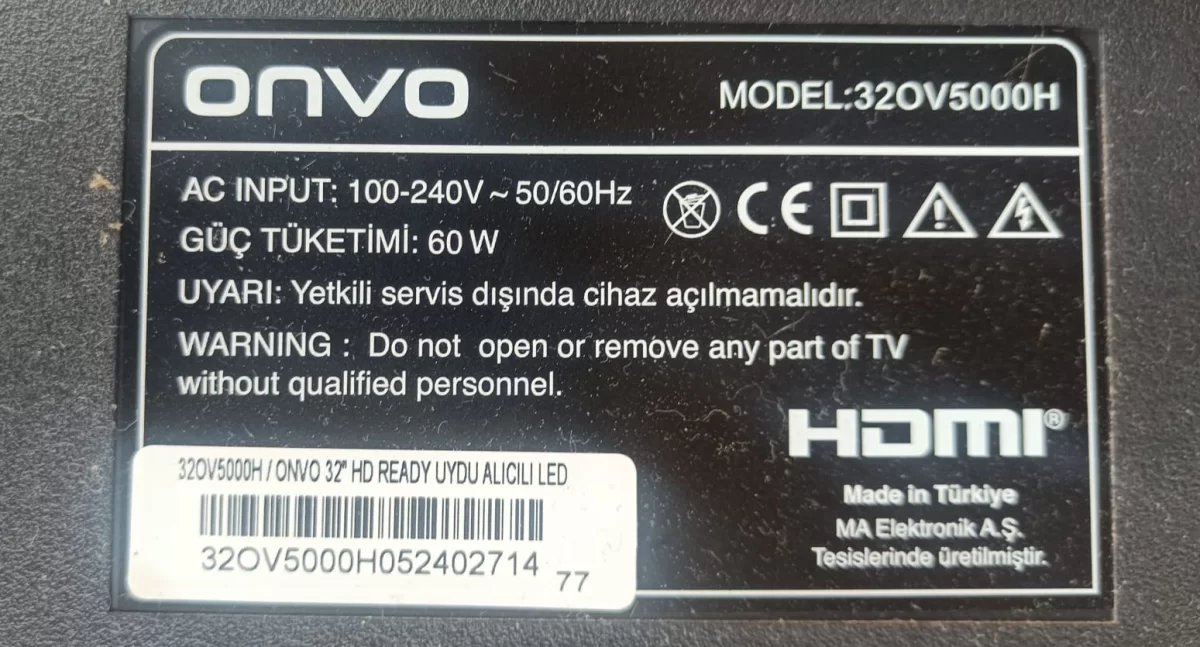 ONVO
MODEL:32OV5000H
AC INPUT: 100-240V ~ 50/60Hz
GÜÇ TÜKETİMİ: 60 W
CE
UYARI: Yetkili servis dışında cihaz açılmamalıdır.
WARNING : Do not open or remove any part of TV
without qualified personnel.
HDMI®
Made in Türkiye
MA Elektronik A.Ş.
Tesislerinde üretilmiştir.
32OV5000H / ONVO 32" HD READY UYDU ALICILI LED
32OV5000H052402714
77